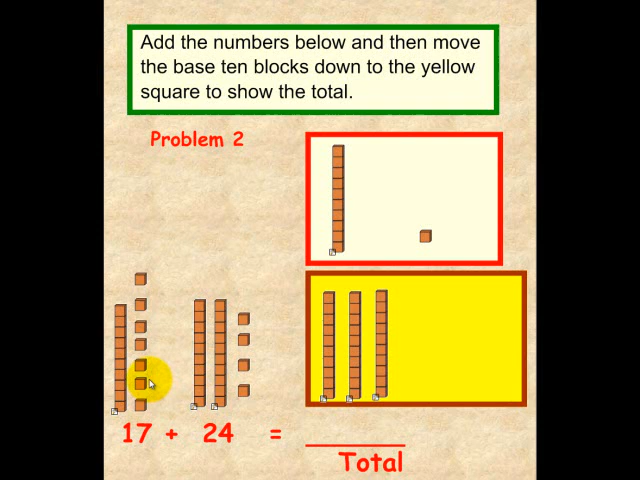 Add the numbers below and then move
the base ten blocks down to the yellow
square to show the total.
Problem 2
17 + 24 = ________
Total